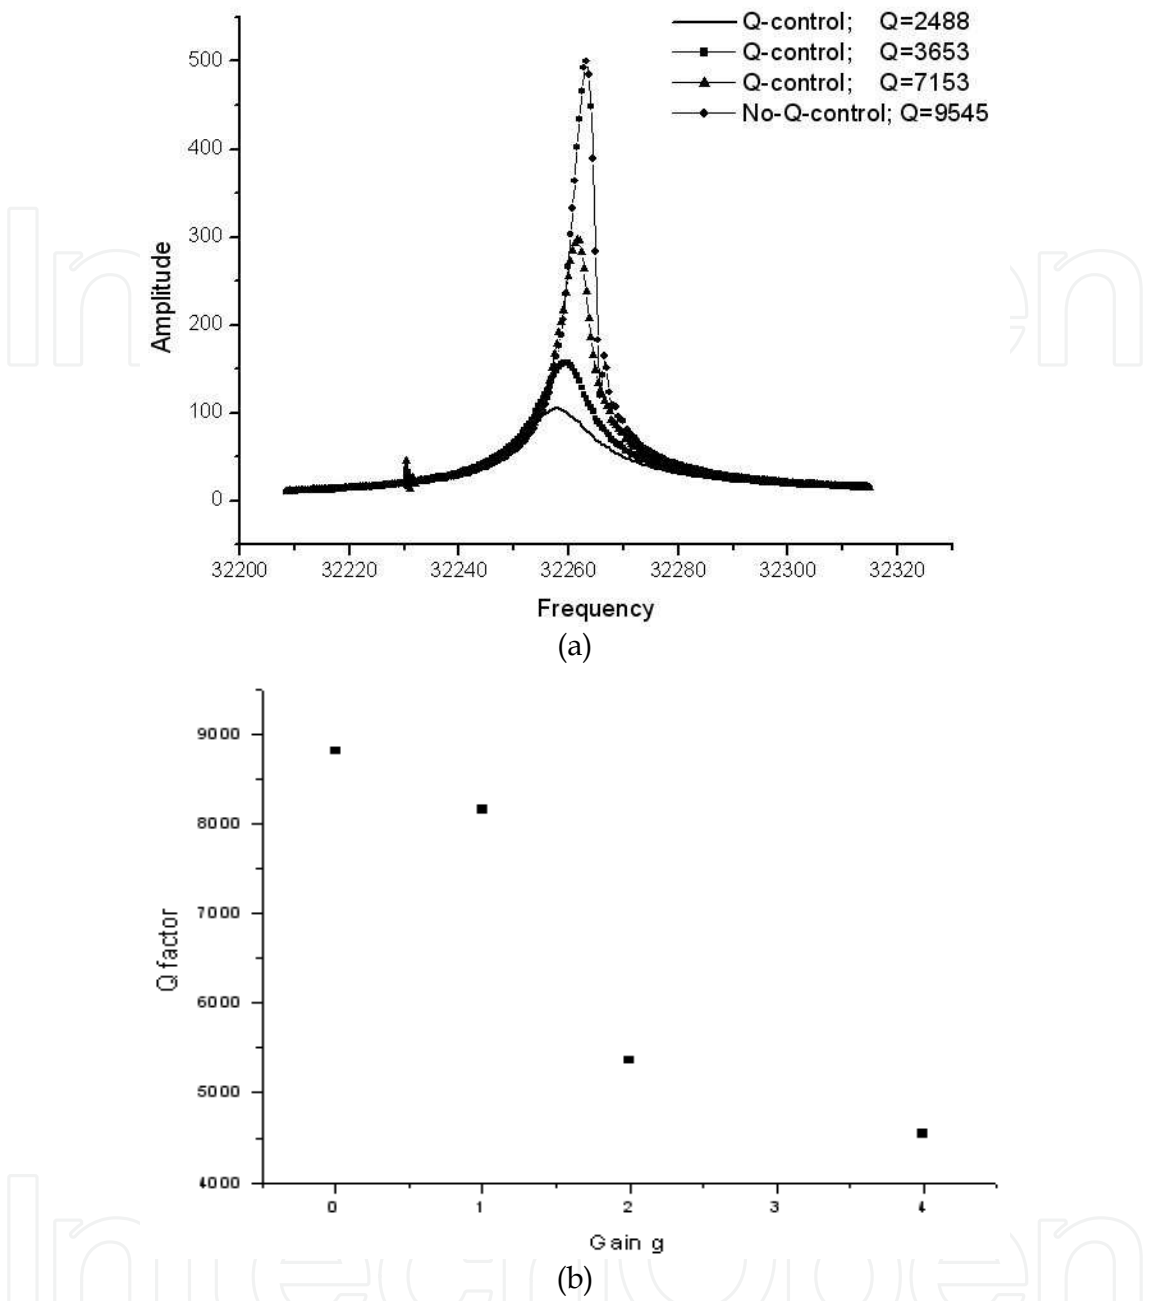 Q-control; Q=2488
Q-control; Q=3653
Q-control; Q=7153
No-Q-control; Q=9545
500
400
300
200
100
0
Amplitude
32200 32220 32240 32260 32280 32300 32320
Frequency
(a)
9000
8000
7000
6000
5000
4000
Q factor
0 1 2 3 4
Gain g
(b)